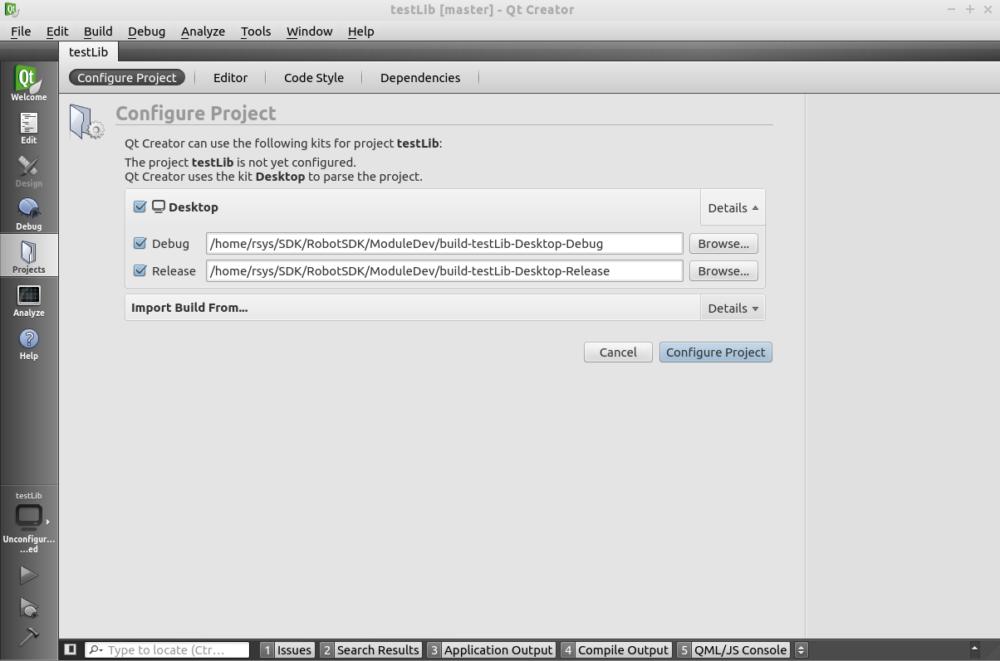 testLib [master] - Qt Creator
File Edit Build Debug Analyze Tools Window Help
testLib
Configure Project Editor Code Style Dependencies
Qt
Welcome
Edit
Design
Debug
Projects
Analyze
Help
Configure Project
Qt Creator can use the following kits for project testLib:
The project testLib is not yet configured.
Qt Creator uses the kit Desktop to parse the project.
Desktop Details
Debug /home/rsys/SDK/RobotSDK/ModuleDev/build-testLib-Desktop-Debug Browse...
Release /home/rsys/SDK/RobotSDK/ModuleDev/build-testLib-Desktop-Release Browse...
Import Build From... Details
Cancel Configure Project
testLib
Unconfigur...
...ed
Type to locate (Ctr... 1 Issues 2 Search Results 3 Application Output 4 Compile Output 5 QML/JS Console